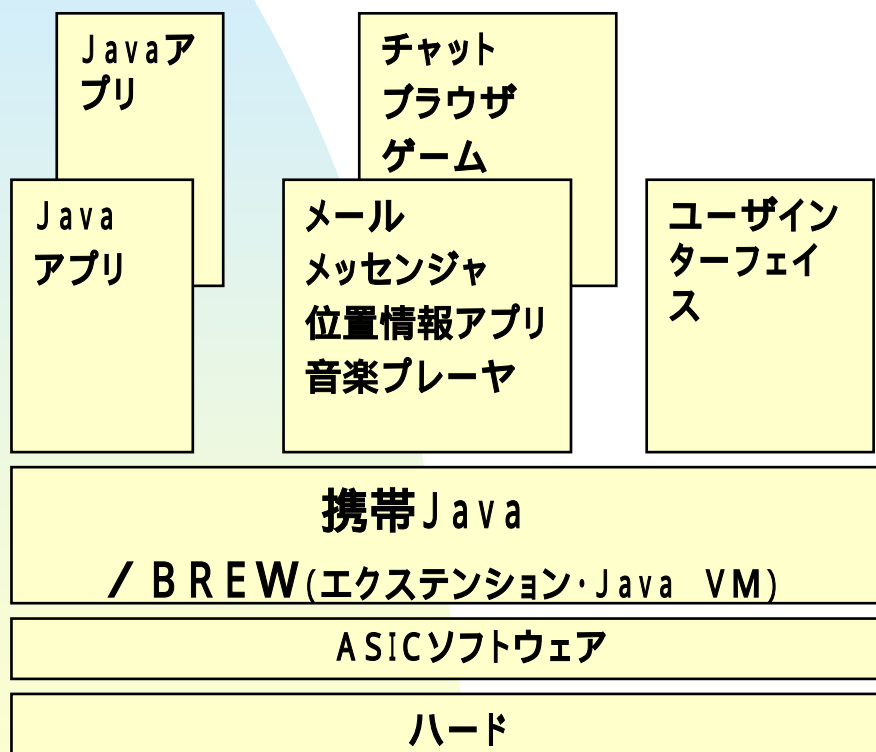 Javaア
プリ
チャット
ブラウザ
ゲーム
Java
アプリ
メール
メッセンジャ
位置情報アプリ
音楽プレーヤ
ユーザイン
ターフェイ
ス
携帯Java
/BREW(エクステンション・Java VM)
ASICソフトウェア
ハード